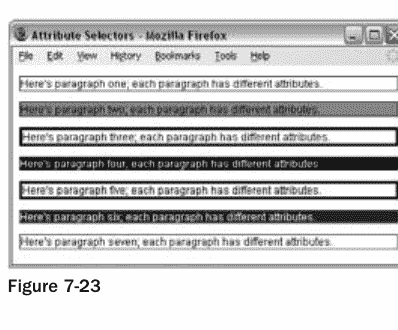 Attribute Selectors - Mozilla Firefox
File Edit View History Bookmarks Tools Help
Here's paragraph one; each paragraph has different attributes.
Here's paragraph two; each paragraph has different attributes.
Here's paragraph three; each paragraph has different attributes.
Here's paragraph four; each paragraph has different attributes.
Here's paragraph five; each paragraph has different attributes.
Here's paragraph six; each paragraph has different attributes.
Here's paragraph seven; each paragraph has different attributes.
Figure 7-23